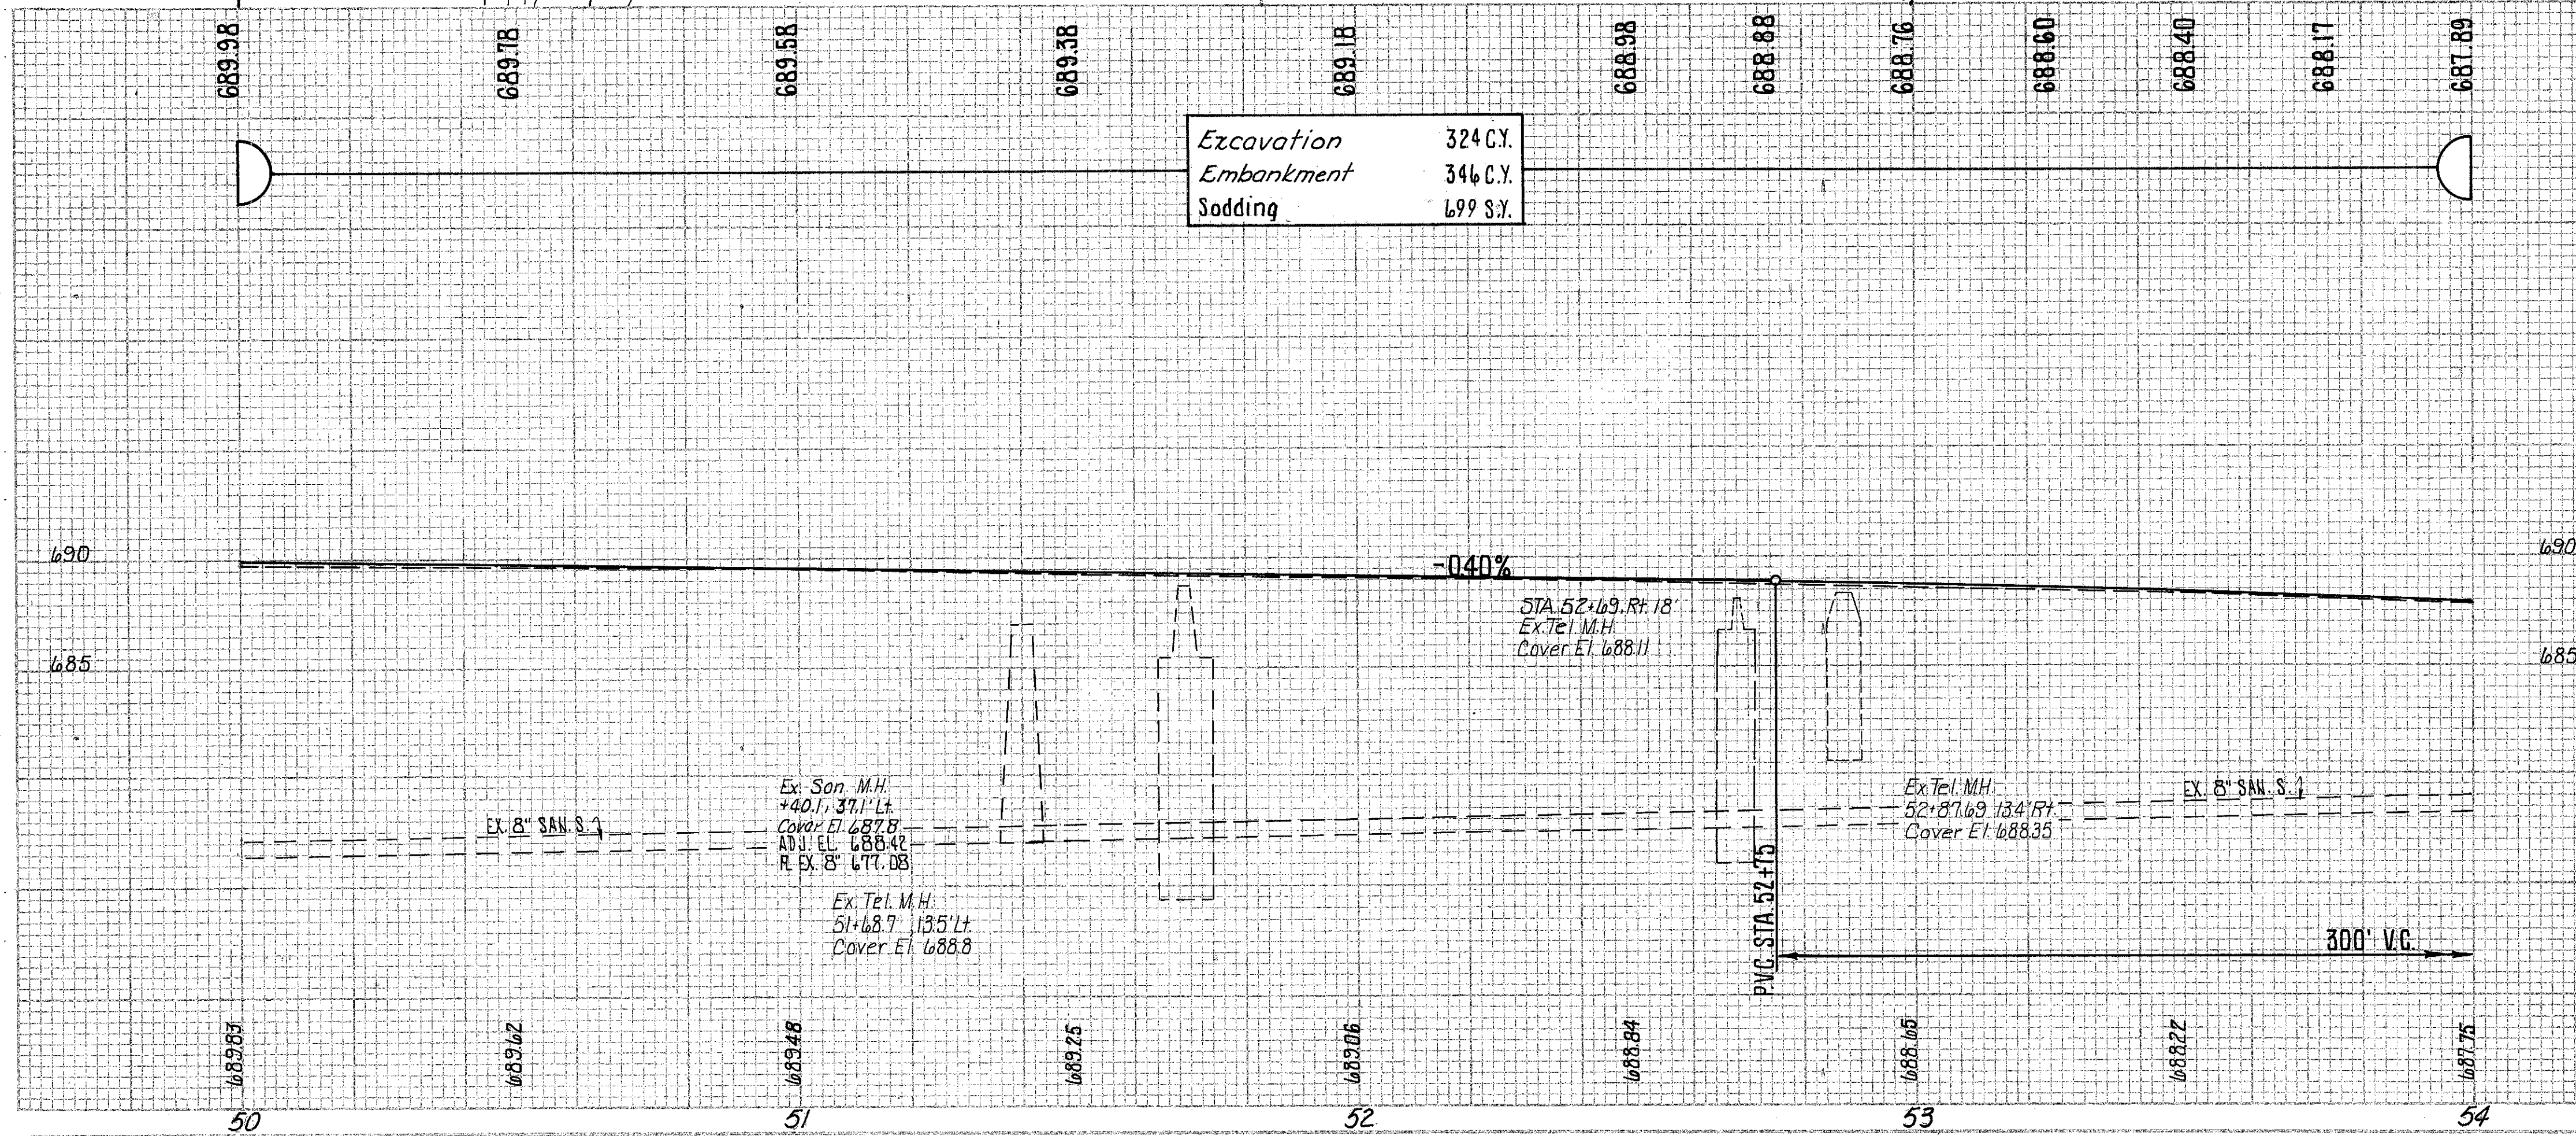 689.98
689.78
689.58
689.38
689.18
688.98
688.88
688.76
688.60
688.40
688.17
687.89
Excavation 324 C.Y.
Embankment 346 C.Y.
Sodding 699 S.Y.
690
690
-0.40%
STA. 52+69, Rt. 18
Ex. Tel. M.H.
Cover El. 688.11
685
685
Ex. San. M.H.
+40.1, 37.1' Lt.
Cover El. 687.8
ADJ. EL. 688.42
FL EX. 8" 677.08
EX. 8" SAN. S.
Ex. Tel. M.H.
52+87.69 13.4' Rt.
Cover El. 688.35
EX. 8" SAN. S.
Ex. Tel. M.H.
51+68.7, 13.5' Lt.
Cover El. 688.8
P.V.C. STA. 52+75
300' V.C.
689.83
689.62
689.48
689.25
689.06
688.84
688.65
688.22
687.75
50
51
52
53
54